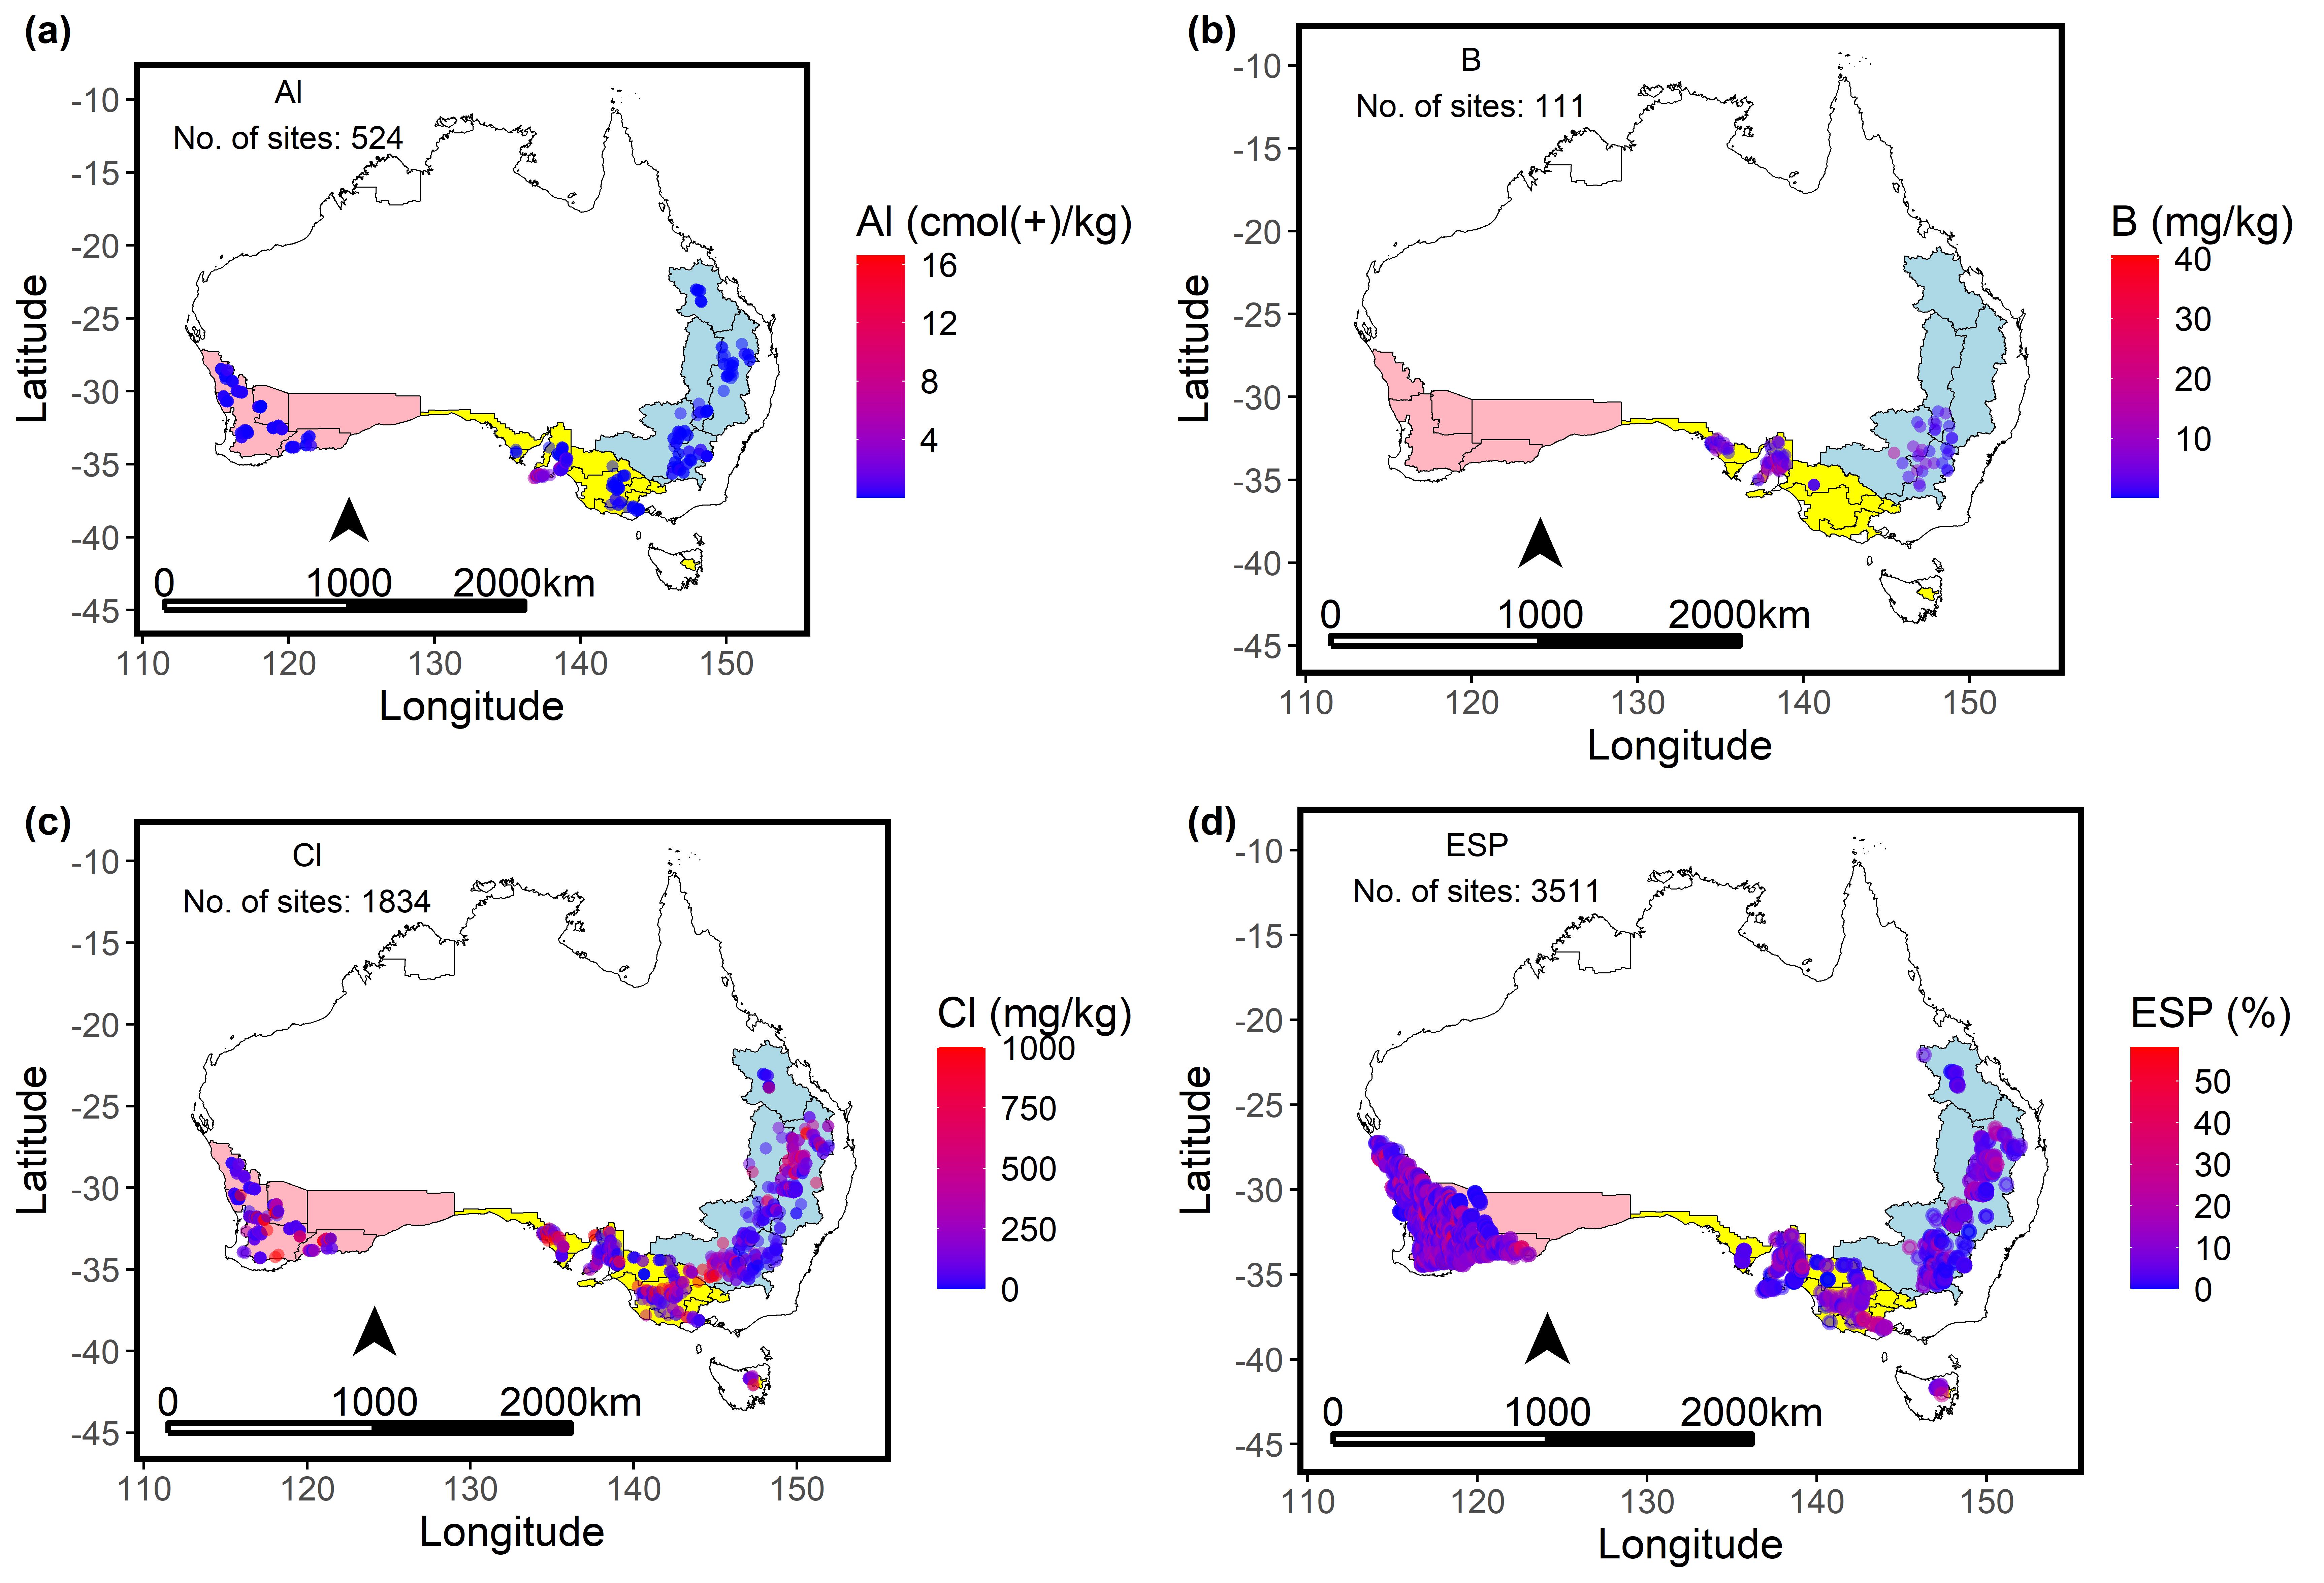 (a)
Al
No. of sites: 524
-10
-15
-20
-25
-30
-35
-40
-45
Latitude
0 1000 2000km
110 120 130 140 150
Longitude
Al (cmol(+)/kg)
16
12
8
4
(b)
B
No. of sites: 111
-10
-15
-20
-25
-30
-35
-40
-45
Latitude
0 1000 2000km
110 120 130 140 150
Longitude
B (mg/kg)
40
30
20
10
(c)
Cl
No. of sites: 1834
-10
-15
-20
-25
-30
-35
-40
-45
Latitude
0 1000 2000km
110 120 130 140 150
Longitude
Cl (mg/kg)
1000
750
500
250
0
(d)
ESP
No. of sites: 3511
-10
-15
-20
-25
-30
-35
-40
-45
Latitude
0 1000 2000km
110 120 130 140 150
Longitude
ESP (%)
50
40
30
20
10
0